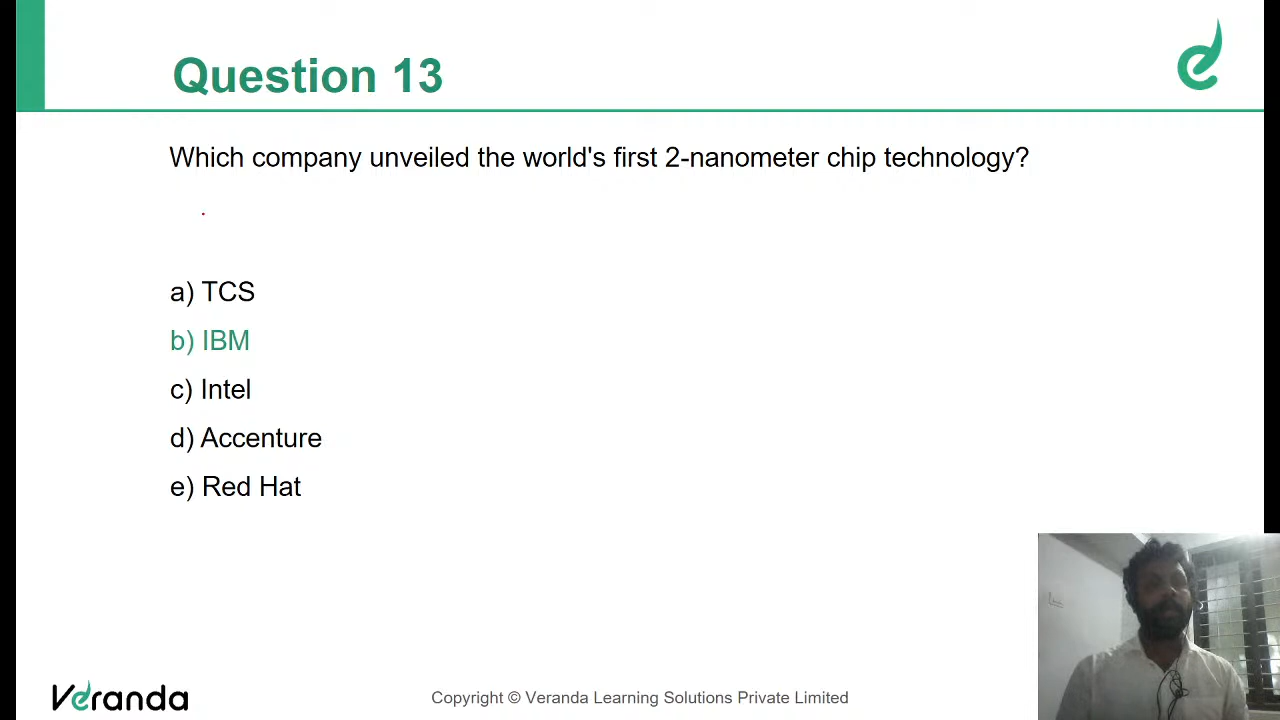 Question 13
Which company unveiled the world's first 2-nanometer chip technology?
a) TCS
b) IBM
c) Intel
d) Accenture
e) Red Hat
Veranda
Copyright © Veranda Learning Solutions Private Limited